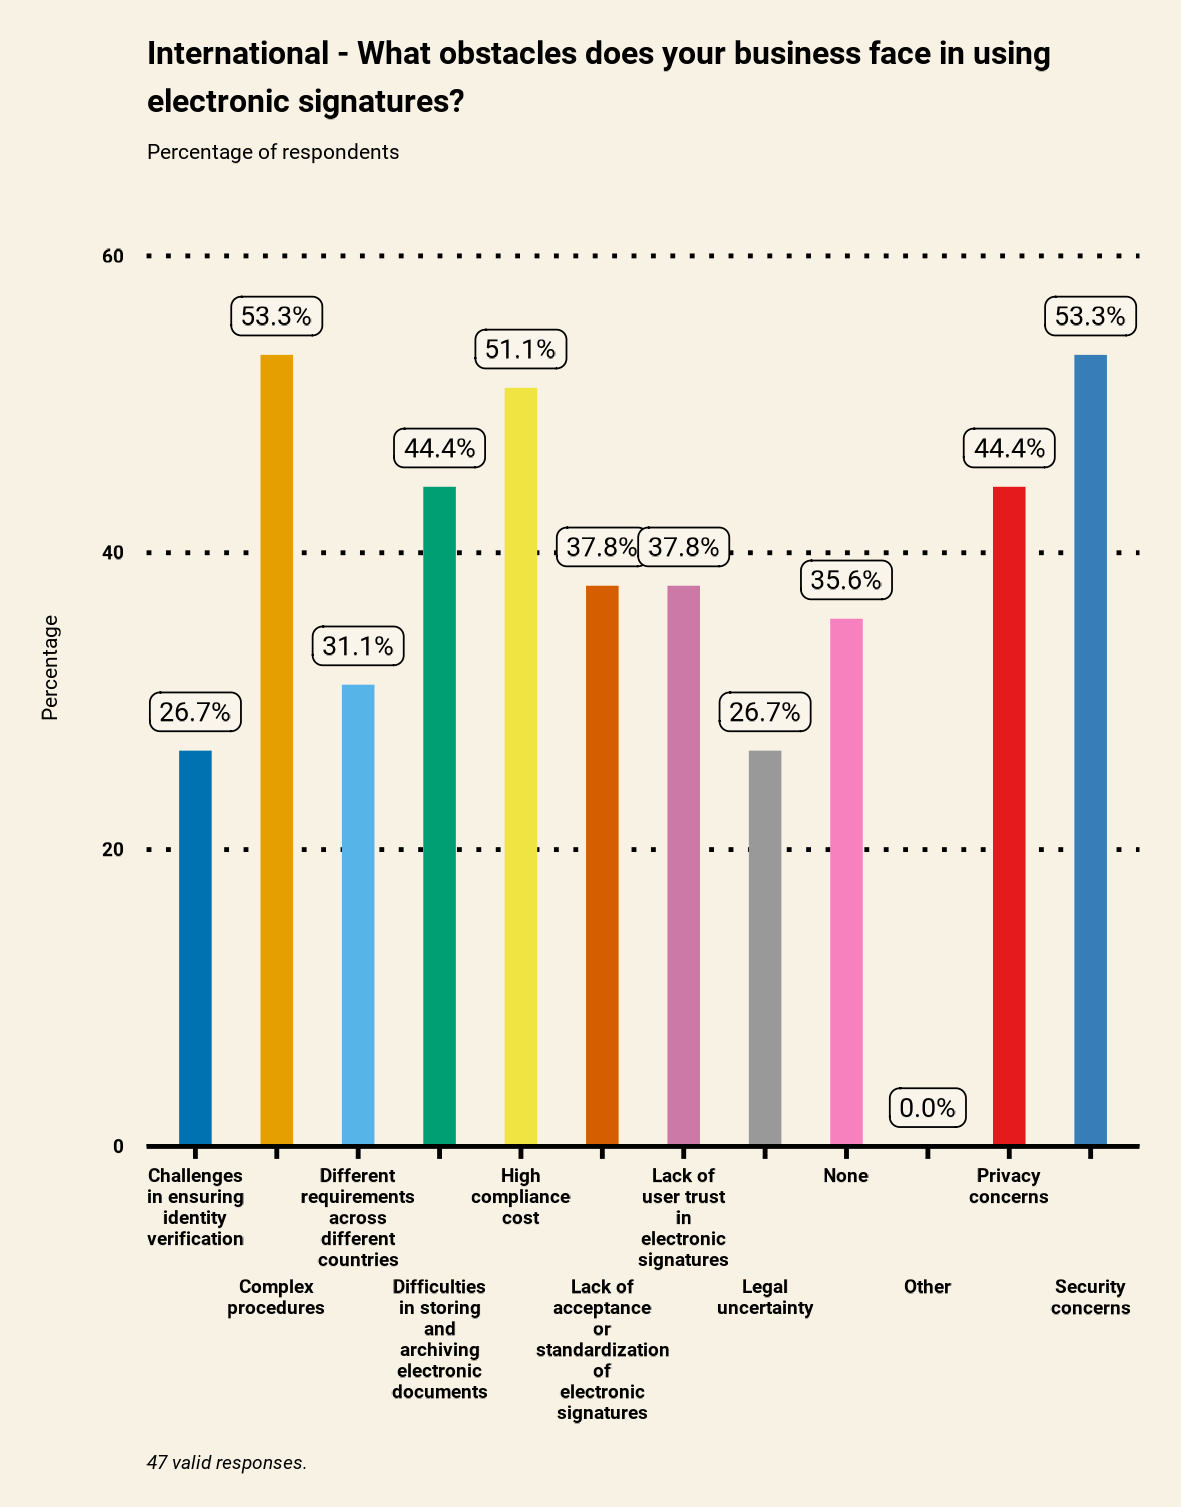 International - What obstacles does your business face in using
electronic signatures?
Percentage of respondents
Percentage
60
40
20
0
26.7%
53.3%
31.1%
44.4%
51.1%
37.8%
37.8%
26.7%
35.6%
0.0%
44.4%
53.3%
Challenges
in ensuring
identity
verification
Complex
procedures
Different
requirements
across
different
countries
Difficulties
in storing
and
archiving
electronic
documents
High
compliance
cost
Lack of
acceptance
or
standardization
of
electronic
signatures
Lack of
user trust
in
electronic
signatures
Legal
uncertainty
None
Other
Privacy
concerns
Security
concerns
47 valid responses.